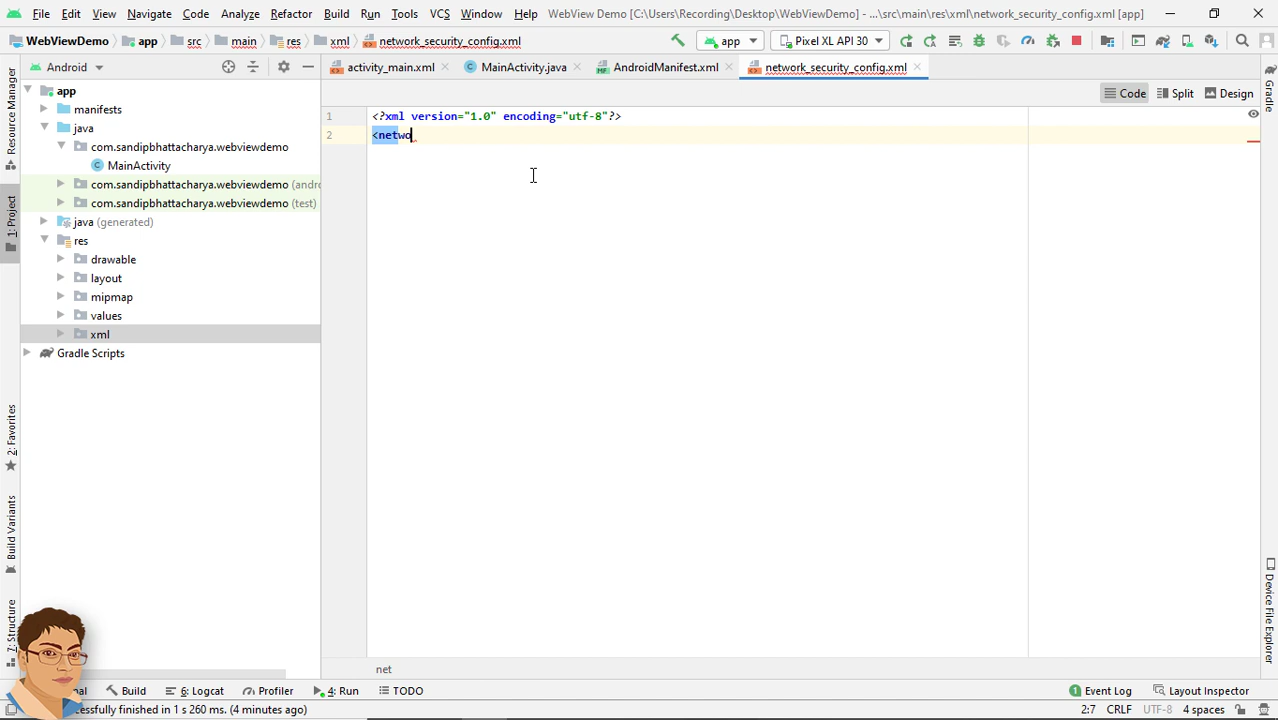 File Edit View Navigate Code Analyze Refactor Build Run Tools VCS Window Help WebView Demo [C:\Users\Recording\Desktop\WebViewDemo] - ...\src\main\res\xml\network_security_config.xml [app]
WebViewDemo app src main res xml network_security_config.xml app Pixel XL API 30
Android activity_main.xml MainActivity.java AndroidManifest.xml network_security_config.xml
Code Split Design
Resource Manager
1: Project
2: Favorites
Build Variants
7: Structure
app
manifests
java
com.sandipbhattacharya.webviewdemo
MainActivity
com.sandipbhattacharya.webviewdemo
com.sandipbhattacharya.webviewdemo (test)
java (generated)
res
drawable
layout
mipmap
values
xml
Gradle Scripts
1 <?xml version="1.0" encoding="utf-8"?>
2 <netwo
Gradle
Device File Explorer
net
Build 6: Logcat Profiler 4: Run TODO Event Log Layout Inspector
finished in 1 s 260 ms. (4 minutes ago) 2:7 CRLF UTF-8 4 spaces